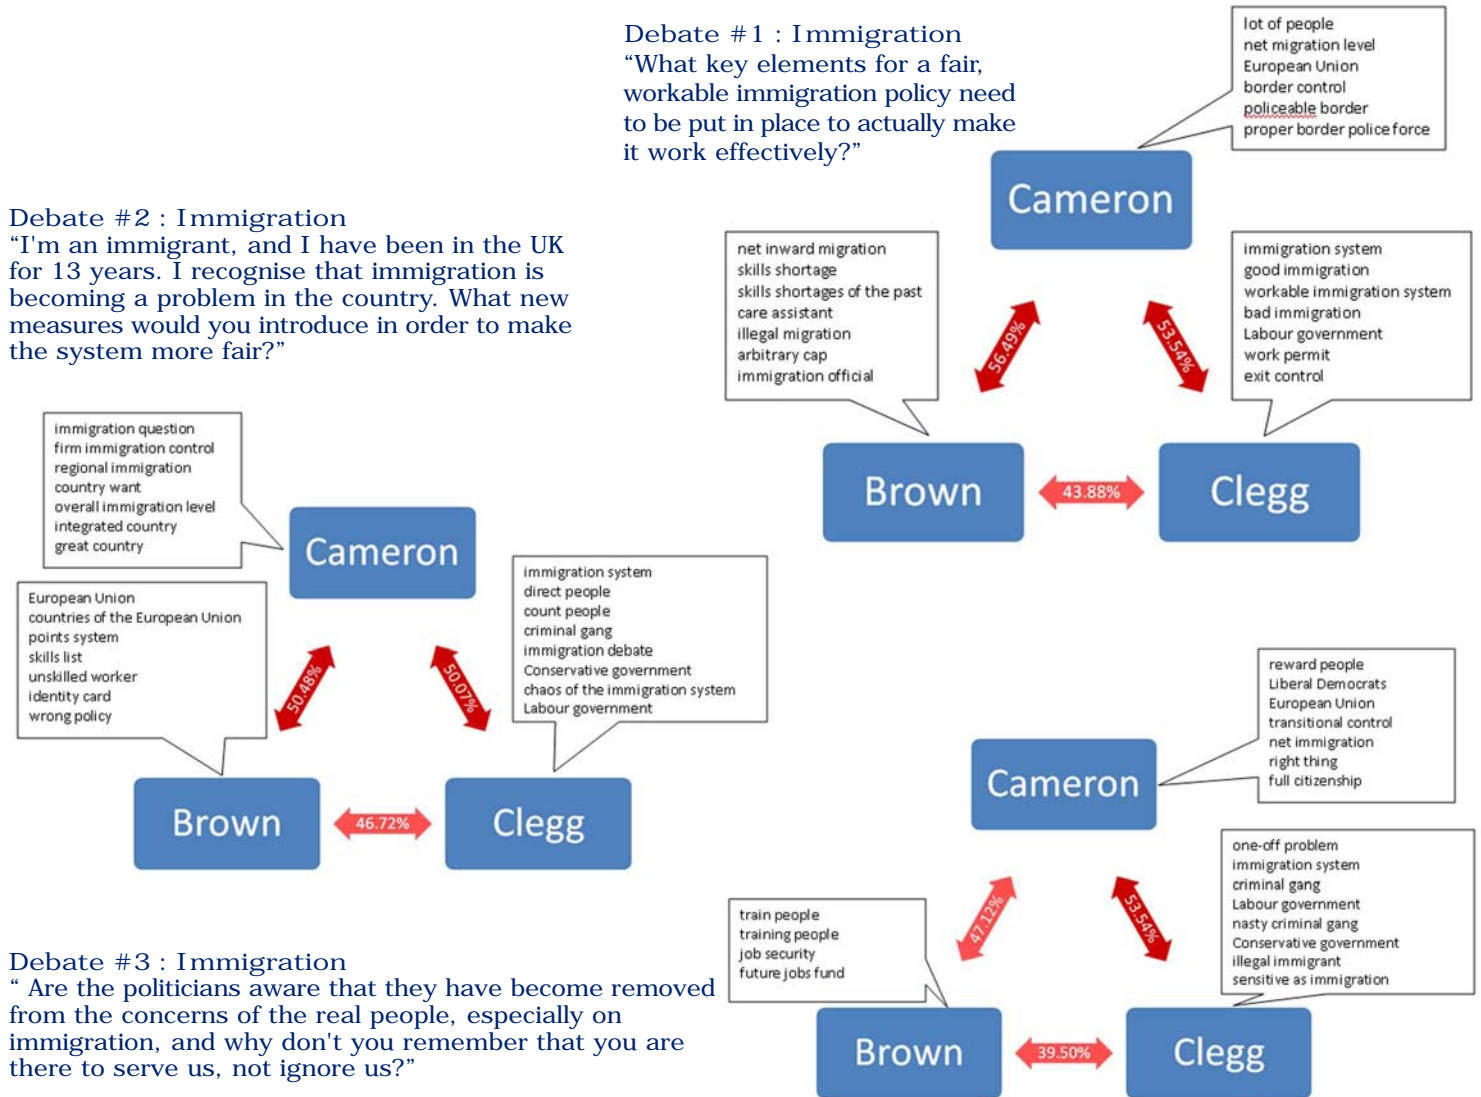 Debate #1 : Immigration
“What key elements for a fair,
workable immigration policy need
to be put in place to actually make
it work effectively?”
lot of people
net migration level
European Union
border control
policeable border
proper border police force
Cameron
net inward migration
skills shortage
skills shortages of the past
care assistant
illegal migration
arbitrary cap
immigration official
immigration system
good immigration
workable immigration system
bad immigration
Labour government
work permit
exit control
56.49%
53.54%
Brown
43.88%
Clegg
Debate #2 : Immigration
“I'm an immigrant, and I have been in the UK
for 13 years. I recognise that immigration is
becoming a problem in the country. What new
measures would you introduce in order to make
the system more fair?”
immigration question
firm immigration control
regional immigration
country want
overall immigration level
integrated country
great country
Cameron
European Union
countries of the European Union
points system
skills list
unskilled worker
identity card
wrong policy
immigration system
direct people
count people
criminal gang
immigration debate
Conservative government
chaos of the immigration system
Labour government
50.48%
50.07%
Brown
46.72%
Clegg
Debate #3 : Immigration
“ Are the politicians aware that they have become removed
from the concerns of the real people, especially on
immigration, and why don't you remember that you are
there to serve us, not ignore us?”
reward people
Liberal Democrats
European Union
transitional control
net immigration
right thing
full citizenship
Cameron
train people
training people
job security
future jobs fund
one-off problem
immigration system
criminal gang
Labour government
nasty criminal gang
Conservative government
illegal immigrant
sensitive as immigration
47.12%
53.54%
Brown
39.50%
Clegg